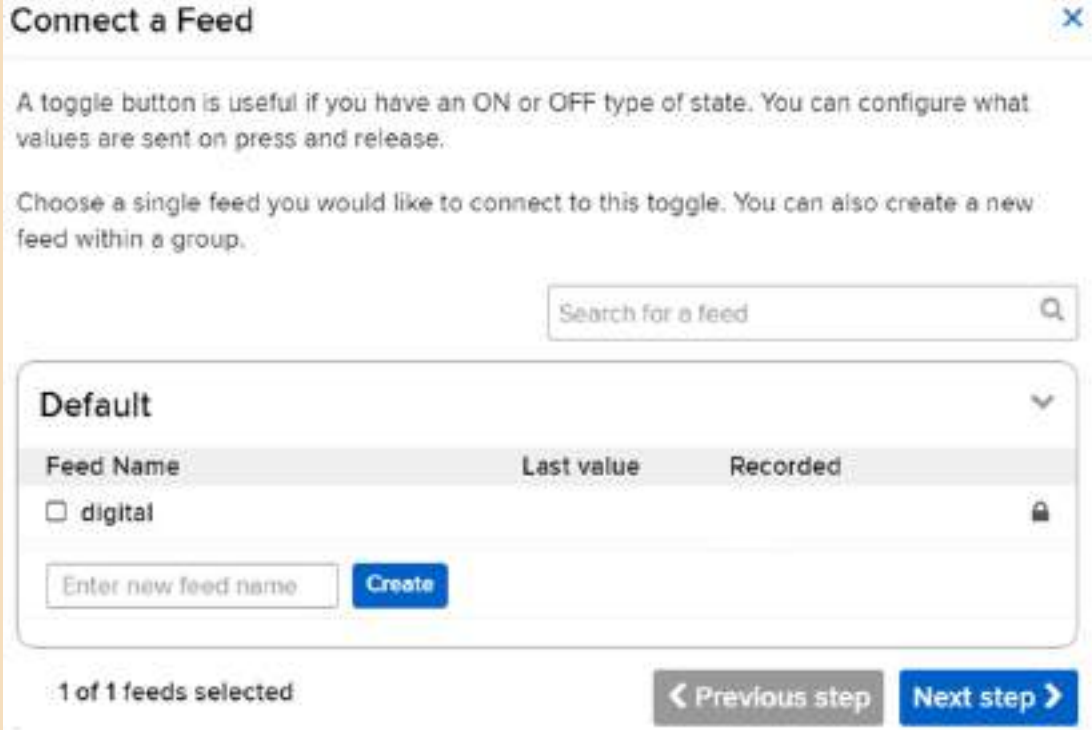 Connect a Feed
A toggle button is useful if you have an ON or OFF type of state. You can configure what
values are sent on press and release.
Choose a single feed you would like to connect to this toggle. You can also create a new
feed within a group.
Search for a feed
Default
Feed Name Last value Recorded
digital
Enter new feed name Create
1 of 1 feeds selected Previous step Next step